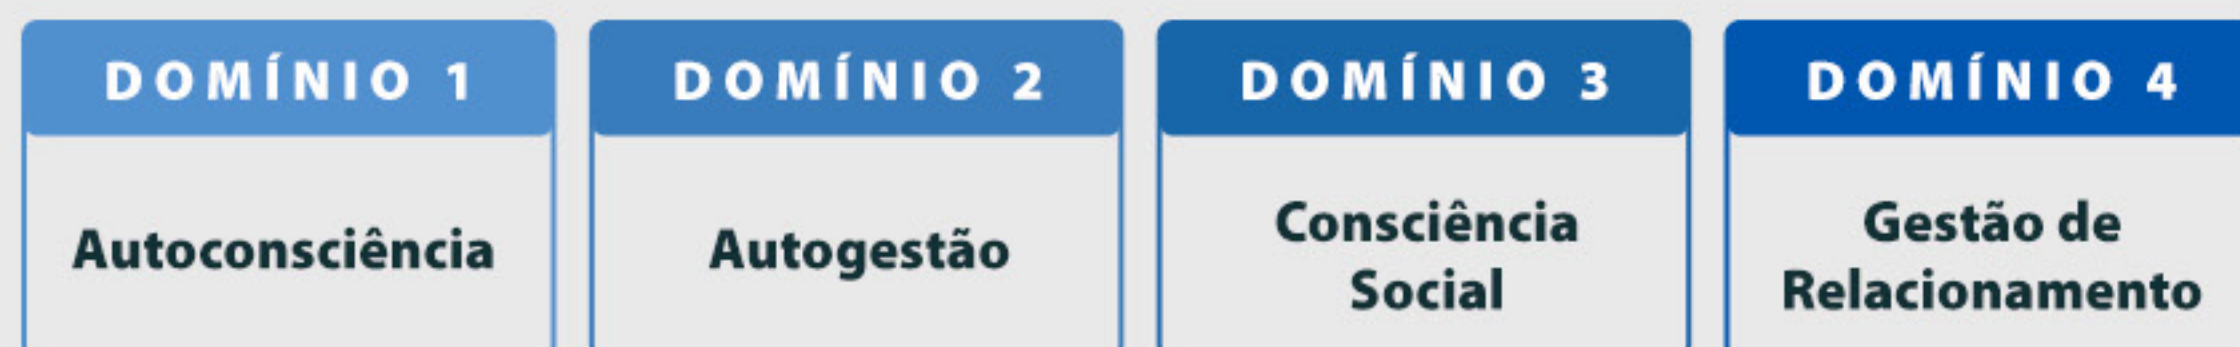 DOMÍNIO 1
Autoconsciência
DOMÍNIO 2
Autogestão
DOMÍNIO 3
Consciência
Social
DOMÍNIO 4
Gestão de
Relacionamento